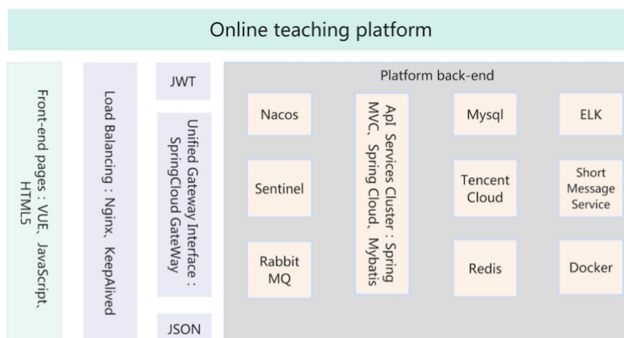 Online teaching platform
Front-end pages：VUE、JavaScript、
HTML5
Load Balancing：Nginx、KeepAlived
JWT
Unified Gateway Interface：
SpringCloud GateWay
JSON
Platform back-end
Nacos
Sentinel
Rabbit
MQ
ApI Services Cluster：Spring
MVC、Spring Cloud、Mybatis
Mysql
Tencent
Cloud
Redis
ELK
Short
Message
Service
Docker